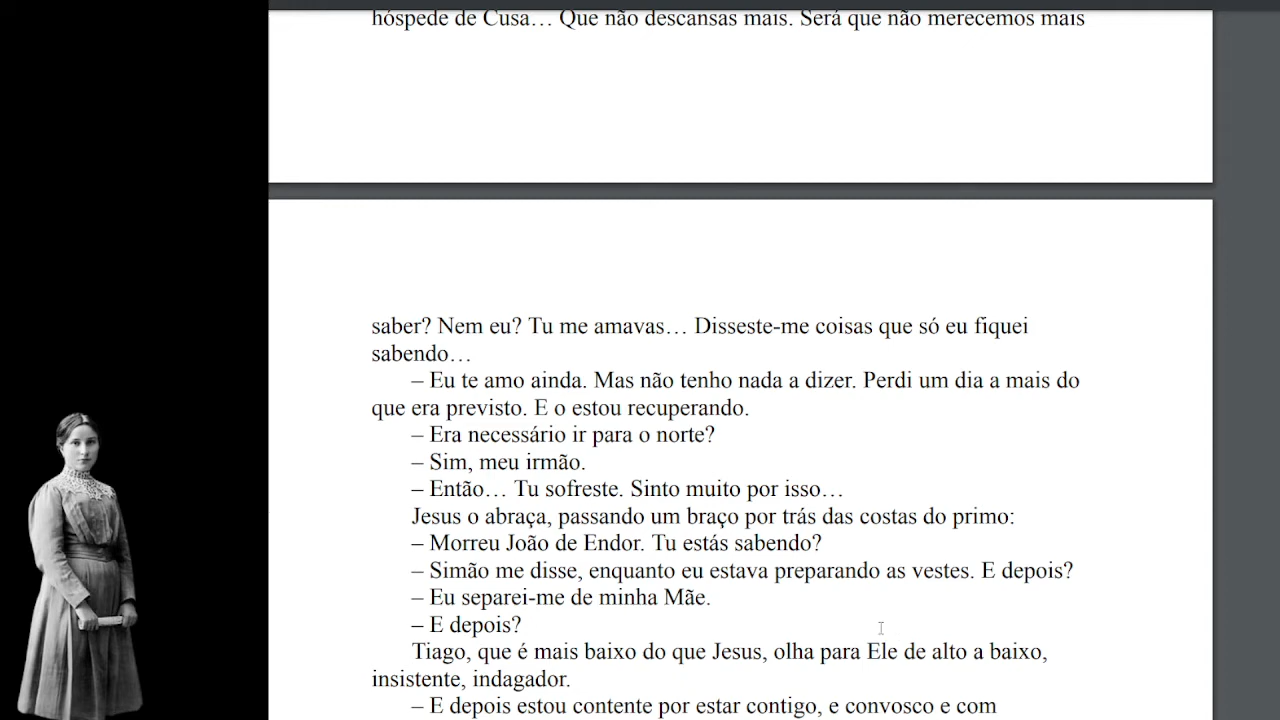 hóspede de Cusa… Que não descansas mais. Será que não merecemos mais
saber? Nem eu? Tu me amavas… Disseste-me coisas que só eu fiquei
sabendo…
– Eu te amo ainda. Mas não tenho nada a dizer. Perdi um dia a mais do
que era previsto. E o estou recuperando.
– Era necessário ir para o norte?
– Sim, meu irmão.
– Então… Tu sofreste. Sinto muito por isso…
Jesus o abraça, passando um braço por trás das costas do primo:
– Morreu João de Endor. Tu estás sabendo?
– Simão me disse, enquanto eu estava preparando as vestes. E depois?
– Eu separei-me de minha Mãe.
– E depois?
Tiago, que é mais baixo do que Jesus, olha para Ele de alto a baixo,
insistente, indagador.
– E depois estou contente por estar contigo, e convosco e com